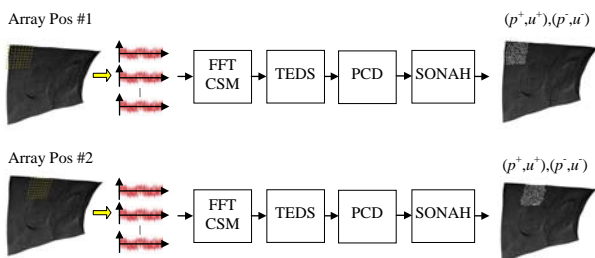 Array Pos #1
(p⁺,u⁺),(p⁻,u⁻)
FFT
CSM
TEDS
PCD
SONAH
Array Pos #2
(p⁺,u⁺),(p⁻,u⁻)
FFT
CSM
TEDS
PCD
SONAH